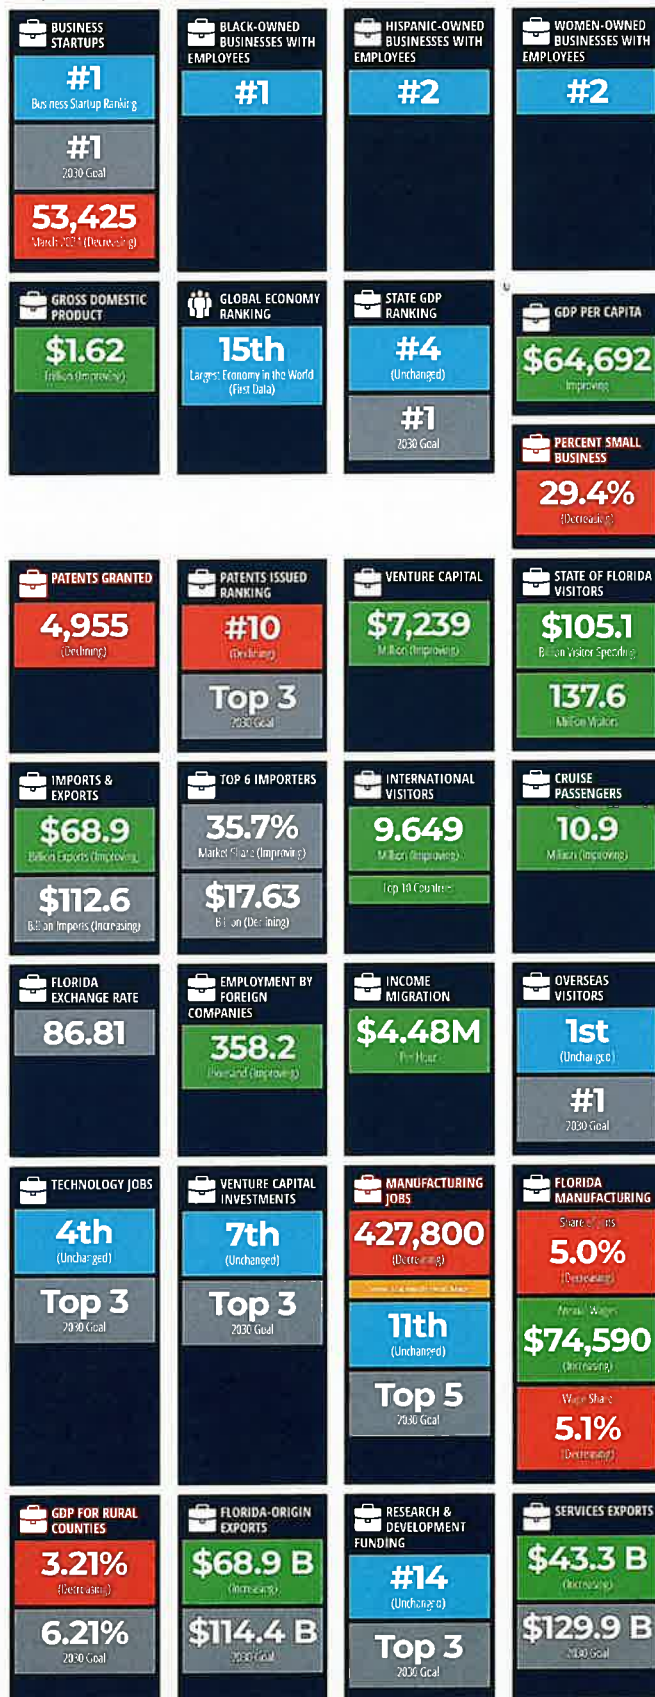 BUSINESS
STARTUPS
#1
Business Startup Ranking
#1
2030 Goal
53,425
March 2024 (Decreasing)
BLACK-OWNED
BUSINESSES WITH
EMPLOYEES
#1
HISPANIC-OWNED
BUSINESSES WITH
EMPLOYEES
#2
WOMEN-OWNED
BUSINESSES WITH
EMPLOYEES
#2
GROSS DOMESTIC
PRODUCT
$1.62
Trillion (Improving)
GLOBAL ECONOMY
RANKING
15th
Largest Economy in the World
(First Data)
STATE GDP
RANKING
#4
(Unchanged)
#1
2030 Goal
GDP PER CAPITA
$64,692
Improving
PERCENT SMALL
BUSINESS
29.4%
(Decreasing)
PATENTS GRANTED
4,955
(Declining)
PATENTS ISSUED
RANKING
#10
(Declining)
Top 3
2030 Goal
VENTURE CAPITAL
$7,239
Million (Improving)
STATE OF FLORIDA
VISITORS
$105.1
Billion Visitor Spending
137.6
Million Visitors
IMPORTS &
EXPORTS
$68.9
Billion Exports (Improving)
$112.6
Billion Imports (Increasing)
TOP 6 IMPORTERS
35.7%
Market Share (Improving)
$17.63
Billion (Declining)
INTERNATIONAL
VISITORS
9.649
Million (Improving)
Top 10 Countries
CRUISE
PASSENGERS
10.9
Million (Improving)
FLORIDA
EXCHANGE RATE
86.81
EMPLOYMENT BY
FOREIGN
COMPANIES
358.2
Thousand (Improving)
INCOME
MIGRATION
$4.48M
Per Hour
OVERSEAS
VISITORS
1st
(Unchanged)
#1
2030 Goal
TECHNOLOGY JOBS
4th
(Unchanged)
Top 3
2030 Goal
VENTURE CAPITAL
INVESTMENTS
7th
(Unchanged)
Top 3
2030 Goal
MANUFACTURING
JOBS
427,800
(Decreasing)
11th
(Unchanged)
Top 5
2030 Goal
FLORIDA
MANUFACTURING
Share of Jobs
5.0%
(Decreasing)
Annual Wages
$74,590
(Increasing)
Wage Share
5.1%
(Decreasing)
GDP FOR RURAL
COUNTIES
3.21%
(Decreasing)
6.21%
2030 Goal
FLORIDA-ORIGIN
EXPORTS
$68.9 B
(Increasing)
$114.4 B
2030 Goal
RESEARCH &
DEVELOPMENT
FUNDING
#14
(Unchanged)
Top 3
2030 Goal
SERVICES EXPORTS
$43.3 B
(Increasing)
$129.9 B
2030 Goal